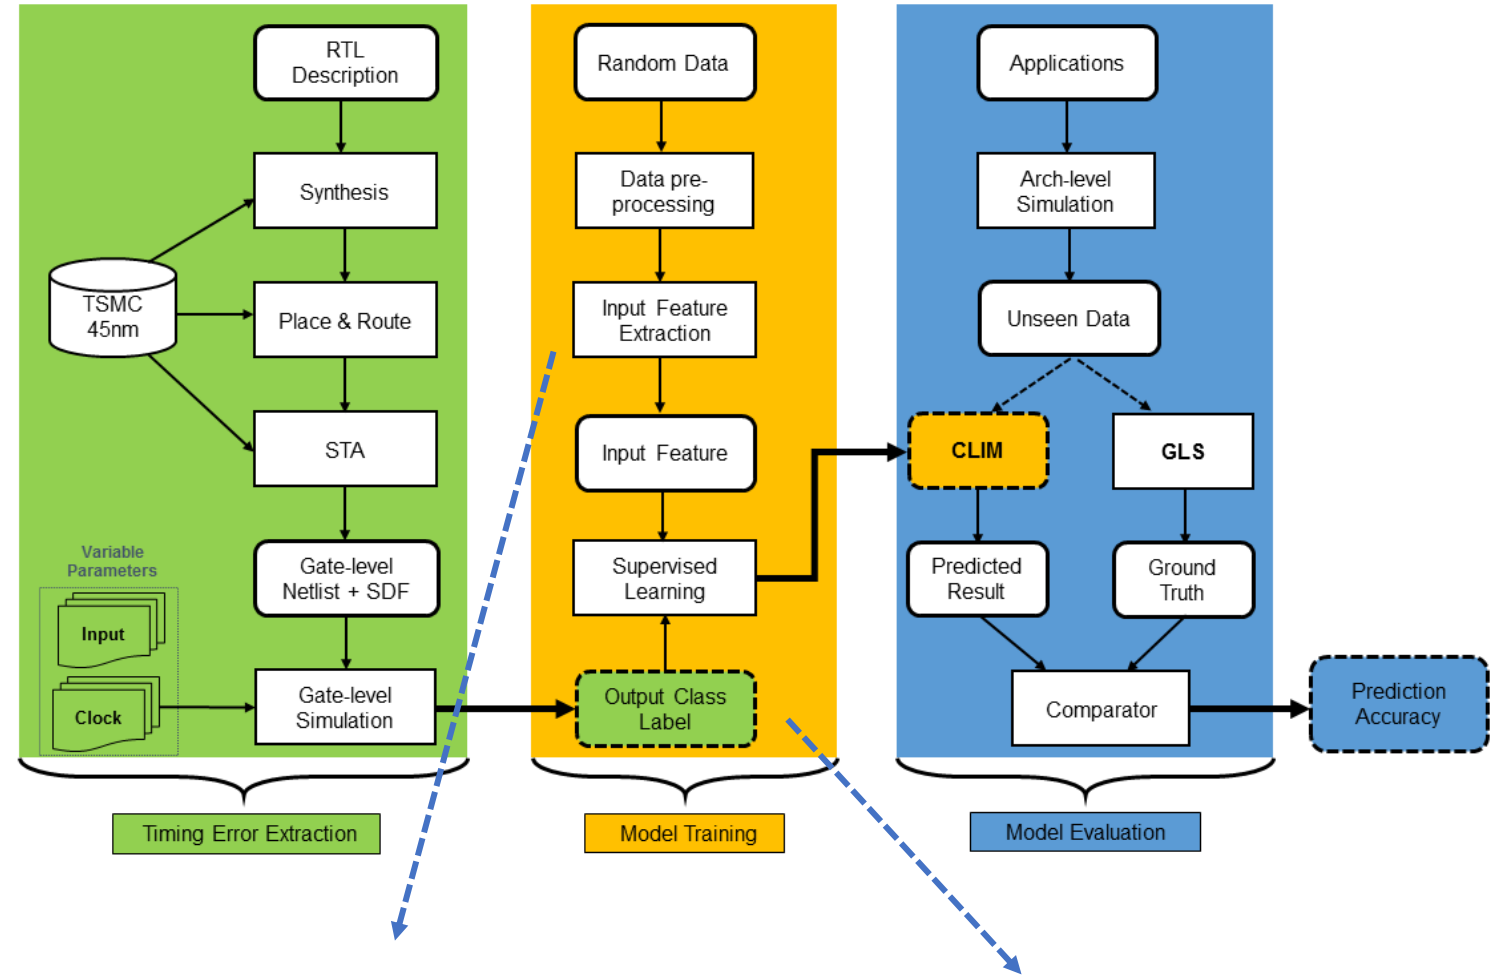 RTL
Description
Synthesis
TSMC
45nm
Place & Route
STA
Gate-level
Netlist + SDF
Variable
Parameters
Input
Clock
Gate-level
Simulation
Timing Error Extraction
Random Data
Data pre-
processing
Input Feature
Extraction
Input Feature
Supervised
Learning
Output Class
Label
Model Training
Applications
Arch-level
Simulation
Unseen Data
CLIM
GLS
Predicted
Result
Ground
Truth
Comparator
Model Evaluation
Prediction
Accuracy